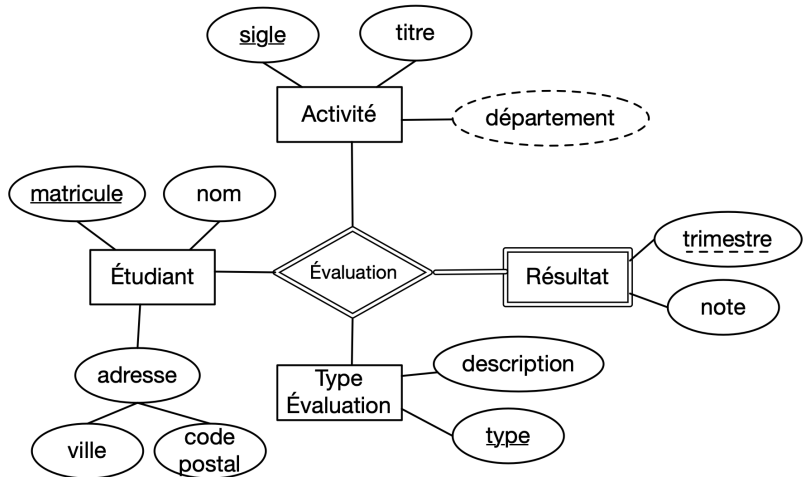 sigle
titre
Activité
département
matricule
nom
Étudiant
Évaluation
Résultat
trimestre
note
adresse
ville
code
postal
Type
Évaluation
description
type